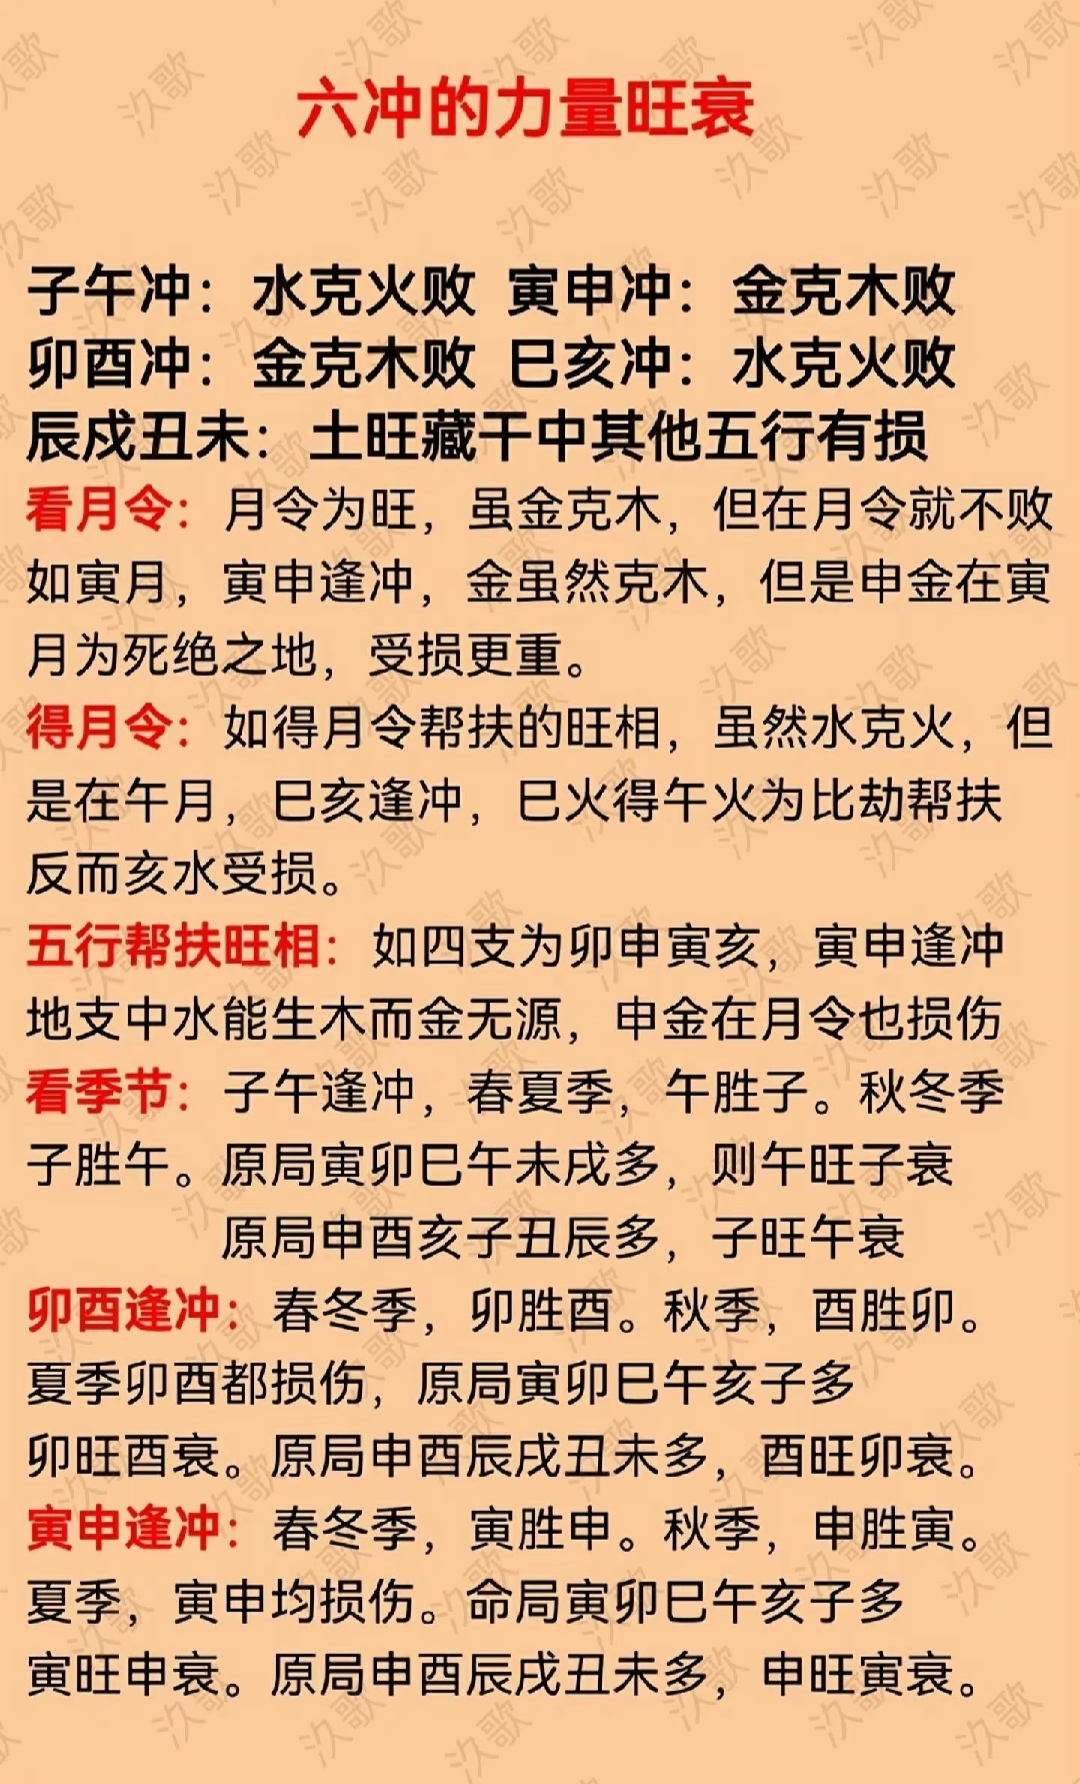 六冲的力量旺衰
子午冲：水克火败 寅申冲：金克木败
卯酉冲：金克木败 巳亥冲：水克火败
辰戍丑未：土旺藏干中其他五行有损
看月令：月令为旺，虽金克木，但在月令就不败
如寅月，寅申逢冲，金虽然克木，但是申金在寅
月为死绝之地，受损更重。
得月令：如得月令帮扶的旺相，虽然水克火，但
是在午月，巳亥逢冲，巳火得午火为比劫帮扶
反而亥水受损。
五行帮扶旺相：如四支为卯申寅亥，寅申逢冲
地支中水能生木而金无源，申金在月令也损伤
看季节：子午逢冲，春夏季，午胜子。秋冬季
子胜午。原局寅卯巳午未戌多，则午旺子衰
原局申酉亥子丑辰多，子旺午衰
卯酉逢冲：春冬季，卯胜酉。秋季，酉胜卯。
夏季卯酉都损伤，原局寅卯巳午亥子多
卯旺酉衰。原局申酉辰戌丑未多，酉旺卯衰。
寅申逢冲：春冬季，寅胜申。秋季，申胜寅。
夏季，寅申均损伤。命局寅卯巳午亥子多
寅旺申衰。原局申酉辰戌丑未多，申旺寅衰。